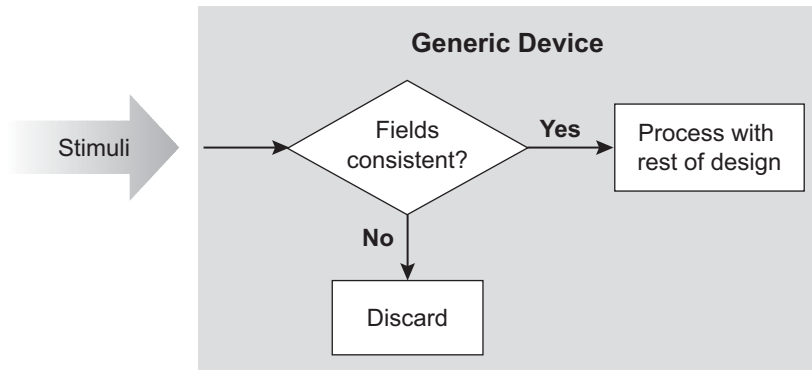 Generic Device
Stimuli
Fields
consistent?
Yes
Process with
rest of design
No
Discard